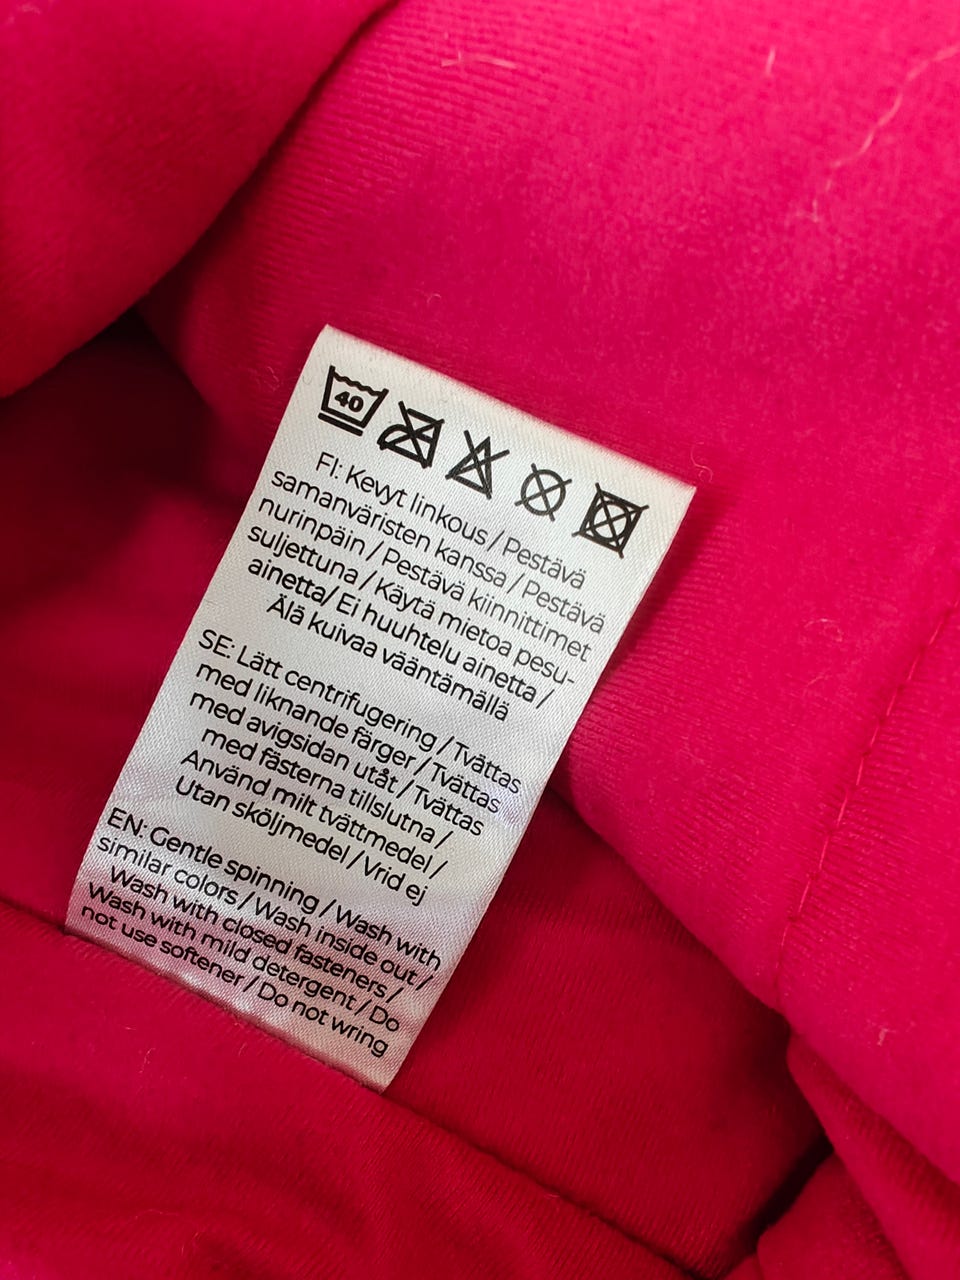 40
FI: Kevyt linkous / Pestävä
samanväristen kanssa / Pestävä
nurinpäin / Pestävä kiinnittimet
suljettuna / Käytä mietoa pesu-
ainetta/ Ei huuhtelu ainetta /
Älä kuivaa vääntämällä
SE: Lätt centrifugering / Tvättas
med liknande färger / Tvättas
med avigsidan utåt / Tvättas
med fästerna tillslutna /
Använd milt tvättmedel /
Utan sköljmedel / Vrid ej
EN: Gentle spinning / Wash with
similar colors / Wash inside out /
Wash with closed fasteners /
Wash with mild detergent / Do
not use softener / Do not wring